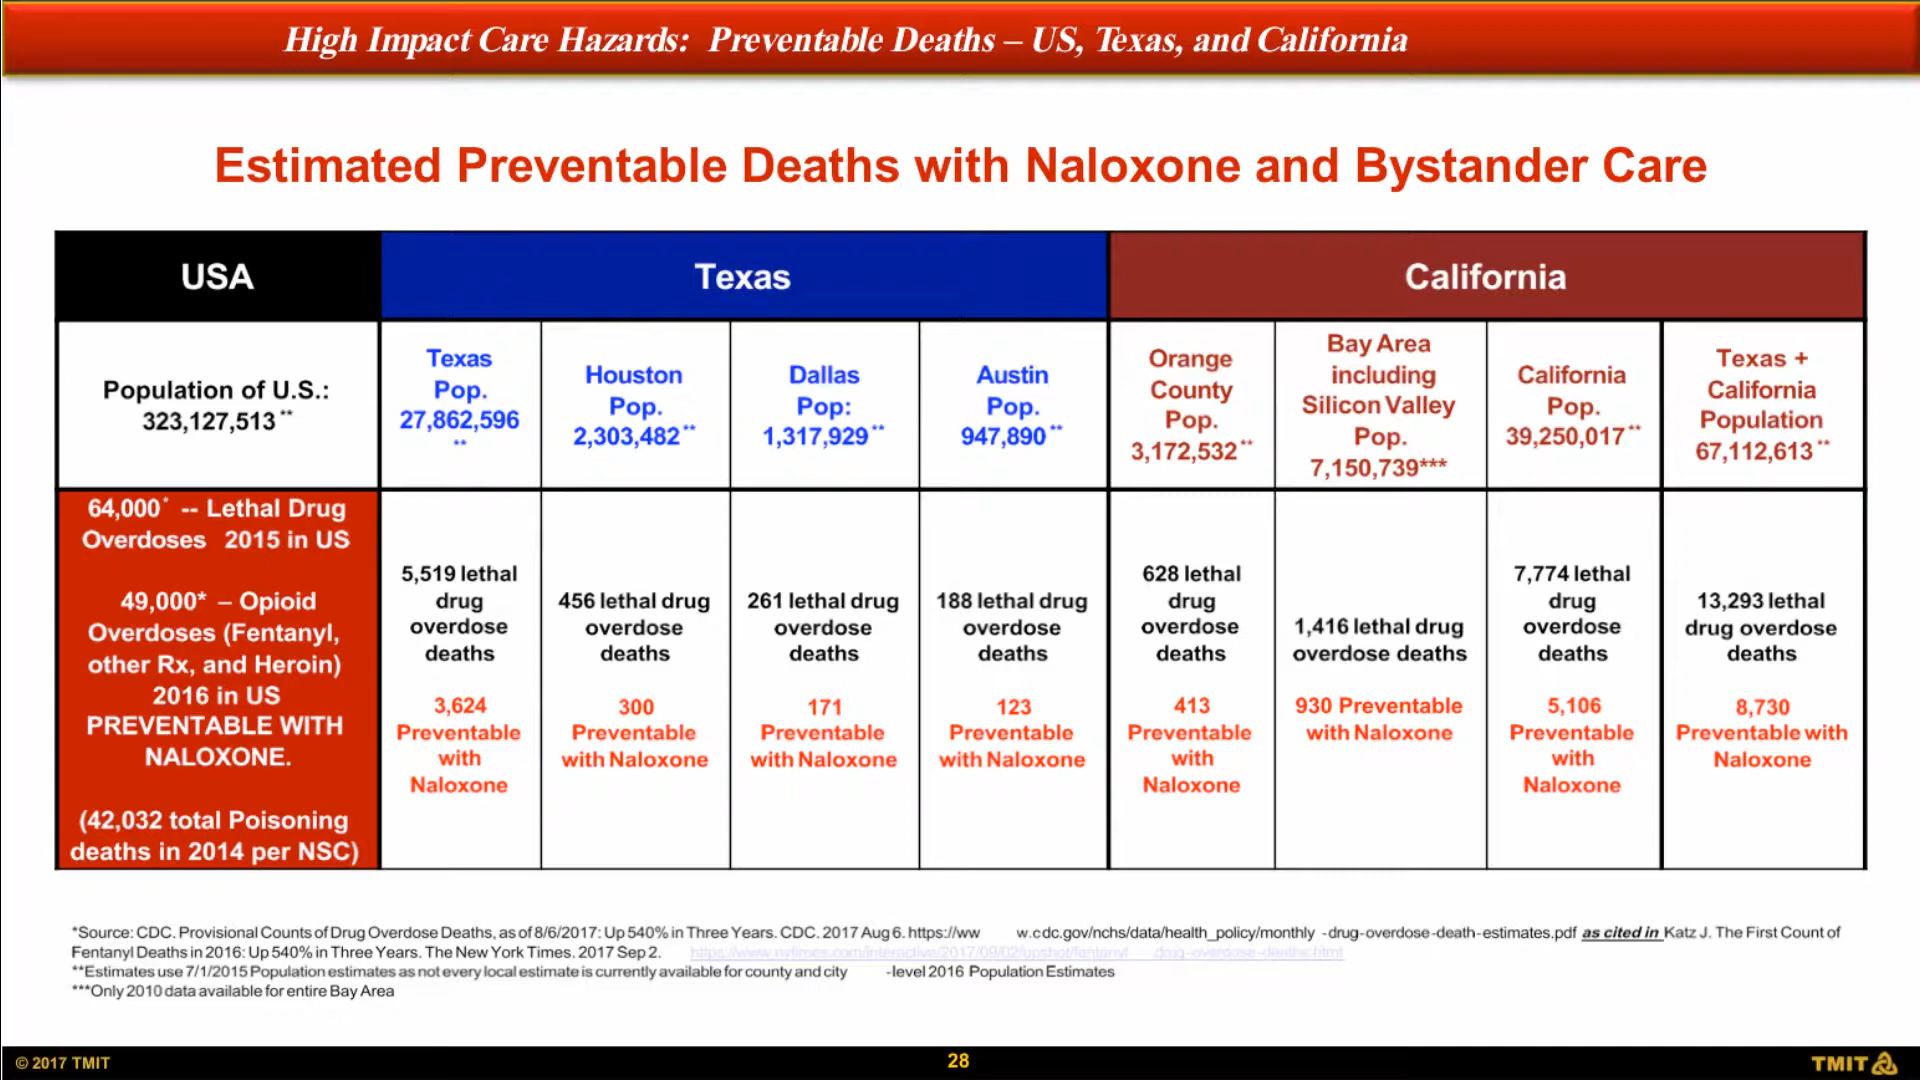 High Impact Care Hazards: Preventable Deaths – US, Texas, and California
Estimated Preventable Deaths with Naloxone and Bystander Care
USA
Texas
California
Population of U.S.:
323,127,513 **
Texas
Pop.
27,862,596
**
Houston
Pop.
2,303,482 **
Dallas
Pop:
1,317,929 **
Austin
Pop.
947,890 **
Orange
County
Pop.
3,172,532 **
Bay Area
including
Silicon Valley
Pop.
7,150,739***
California
Pop.
39,250,017 **
Texas +
California
Population
67,112,613 **
64,000* -- Lethal Drug
Overdoses 2015 in US
49,000* – Opioid
Overdoses (Fentanyl,
other Rx, and Heroin)
2016 in US
PREVENTABLE WITH
NALOXONE.
(42,032 total Poisoning
deaths in 2014 per NSC)
5,519 lethal
drug
overdose
deaths
3,624
Preventable
with
Naloxone
456 lethal drug
overdose
deaths
300
Preventable
with Naloxone
261 lethal drug
overdose
deaths
171
Preventable
with Naloxone
188 lethal drug
overdose
deaths
123
Preventable
with Naloxone
628 lethal
drug
overdose
deaths
413
Preventable
with
Naloxone
1,416 lethal drug
overdose deaths
930 Preventable
with Naloxone
7,774 lethal
drug
overdose
deaths
5,106
Preventable
with
Naloxone
13,293 lethal
drug overdose
deaths
8,730
Preventable with
Naloxone
*Source: CDC. Provisional Counts of Drug Overdose Deaths, as of 8/6/2017: Up 540% in Three Years. CDC. 2017 Aug 6. https://ww w.cdc.gov/nchs/data/health_policy/monthly -drug-overdose-death-estimates.pdf as cited in Katz J. The First Count of
Fentanyl Deaths in 2016: Up 540% in Three Years. The New York Times. 2017 Sep 2. https://www.nytimes.com/interactive/2017/09/02/upshot/fentanyl -drug-overdose-deaths.html
**Estimates use 7/1/2015 Population estimates as not every local estimate is currently available for county and city -level 2016 Population Estimates
***Only 2010 data available for entire Bay Area
© 2017 TMIT
28
TMIT